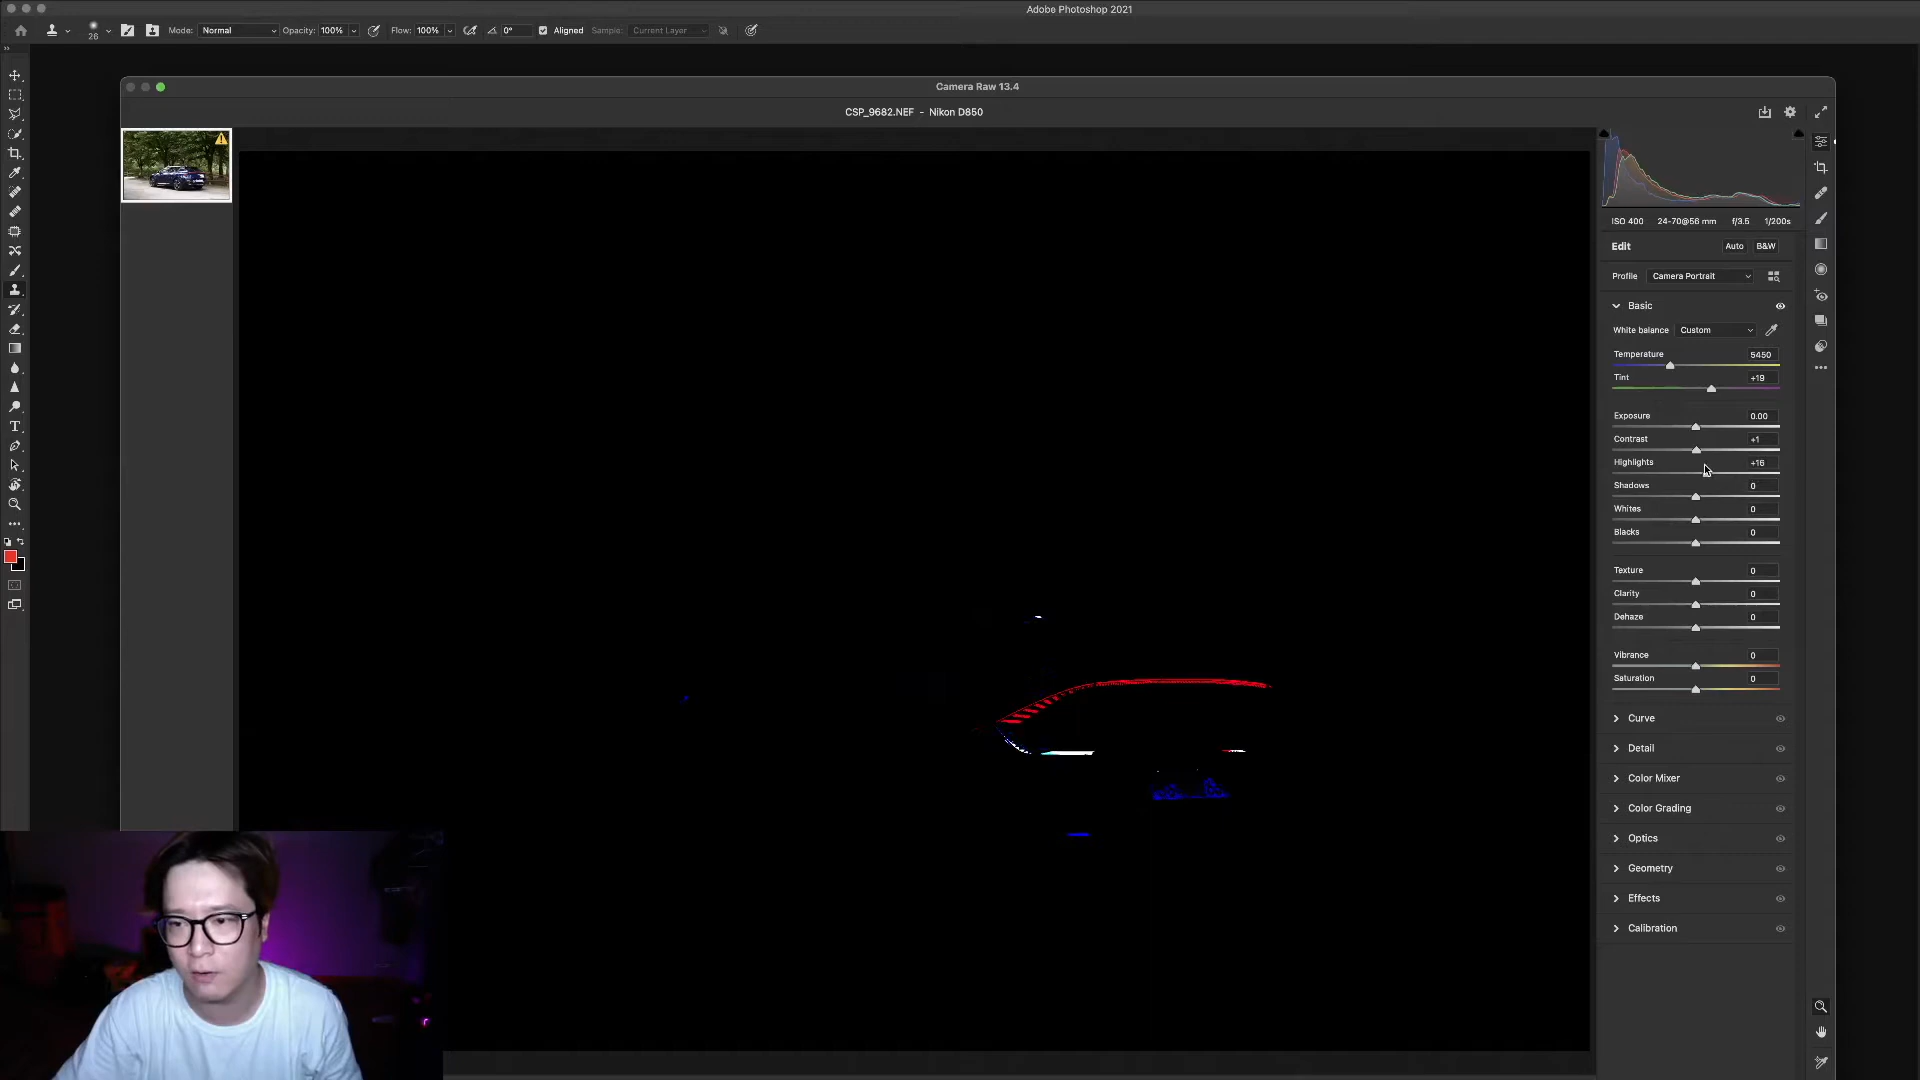 Adobe Photoshop 2021
26 Mode: Normal Opacity: 100% Flow: 100% 0° Aligned Sample: Current Layer
Camera Raw 13.4
CSP_9682.NEF - Nikon D850
ISO 400 24-70@56 mm f/3.5 1/200s
Edit Auto B&W
Profile Camera Portrait
Basic
White balance Custom
Temperature 5450
Tint +19
Exposure 0.00
Contrast +1
Highlights +16
Shadows 0
Whites 0
Blacks 0
Texture 0
Clarity 0
Dehaze 0
Vibrance 0
Saturation 0
Curve
Detail
Color Mixer
Color Grading
Optics
Geometry
Effects
Calibration